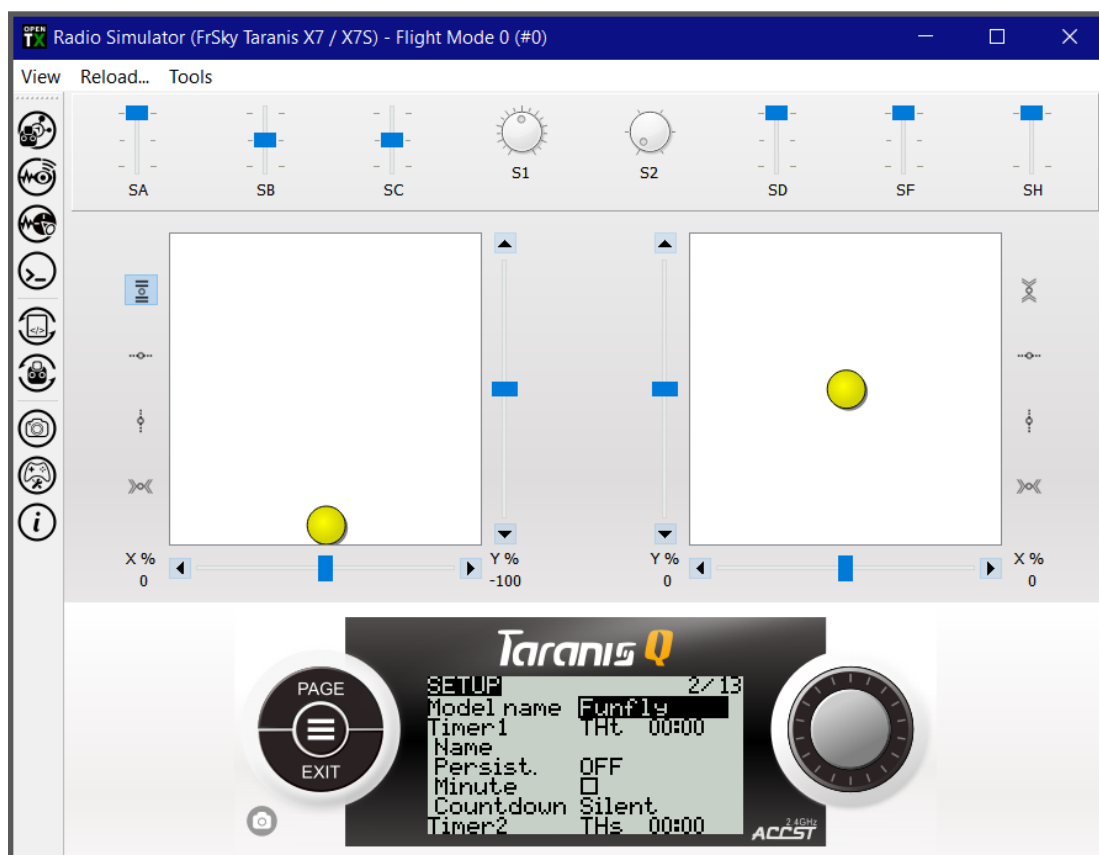 OPEN TX Radio Simulator (FrSky Taranis X7 / X7S) - Flight Mode 0 (#0)
View Reload... Tools
SA SB SC S1 S2 SD SF SH
X % Y % Y % X %
0 -100 0 0
Taranis Q
PAGE
EXIT
SETUP 2/13
Model name Funfly
Timer1 THt 00:00
Name
Persist. OFF
Minute
Countdown Silent
Timer2 THs 00:00
2.4GHz
ACCST